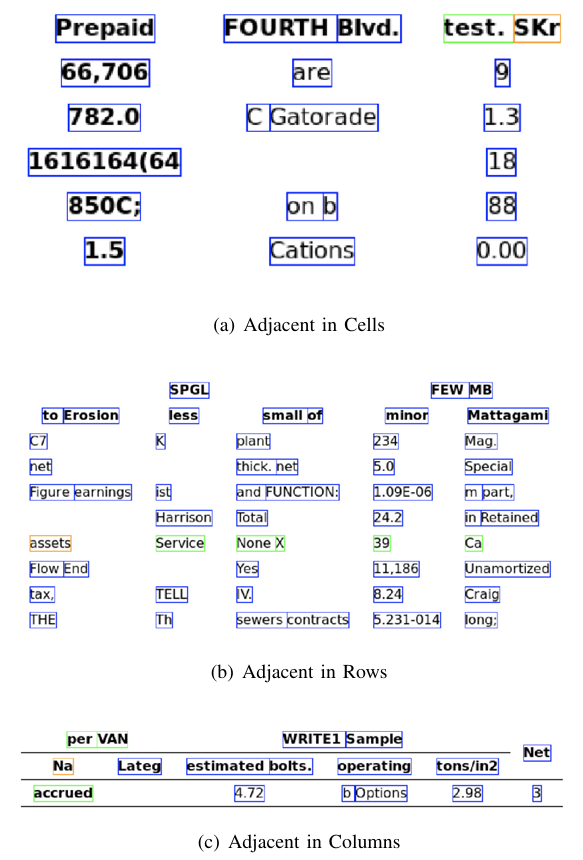 Prepaid FOURTH Blvd. test. SKr
66,706 are 9
782.0 C Gatorade 1.3
1616164(64 18
850C; on b 88
1.5 Cations 0.00
(a) Adjacent in Cells
SPGL FEW MB
to Erosion less small of minor Mattagami
C7 K plant 234 Mag.
net thick. net 5.0 Special
Figure earnings ist and FUNCTION: 1.09E-06 m part,
Harrison Total 24.2 in Retained
assets Service None X 39 Ca
Flow End Yes 11,186 Unamortized
tax, TELL IV. 8.24 Craig
THE Th sewers contracts 5.231-014 long;
(b) Adjacent in Rows
per VAN WRITE1 Sample Net
Na Lateg estimated bolts. operating tons/in2
accrued 4.72 b Options 2.98 3
(c) Adjacent in Columns